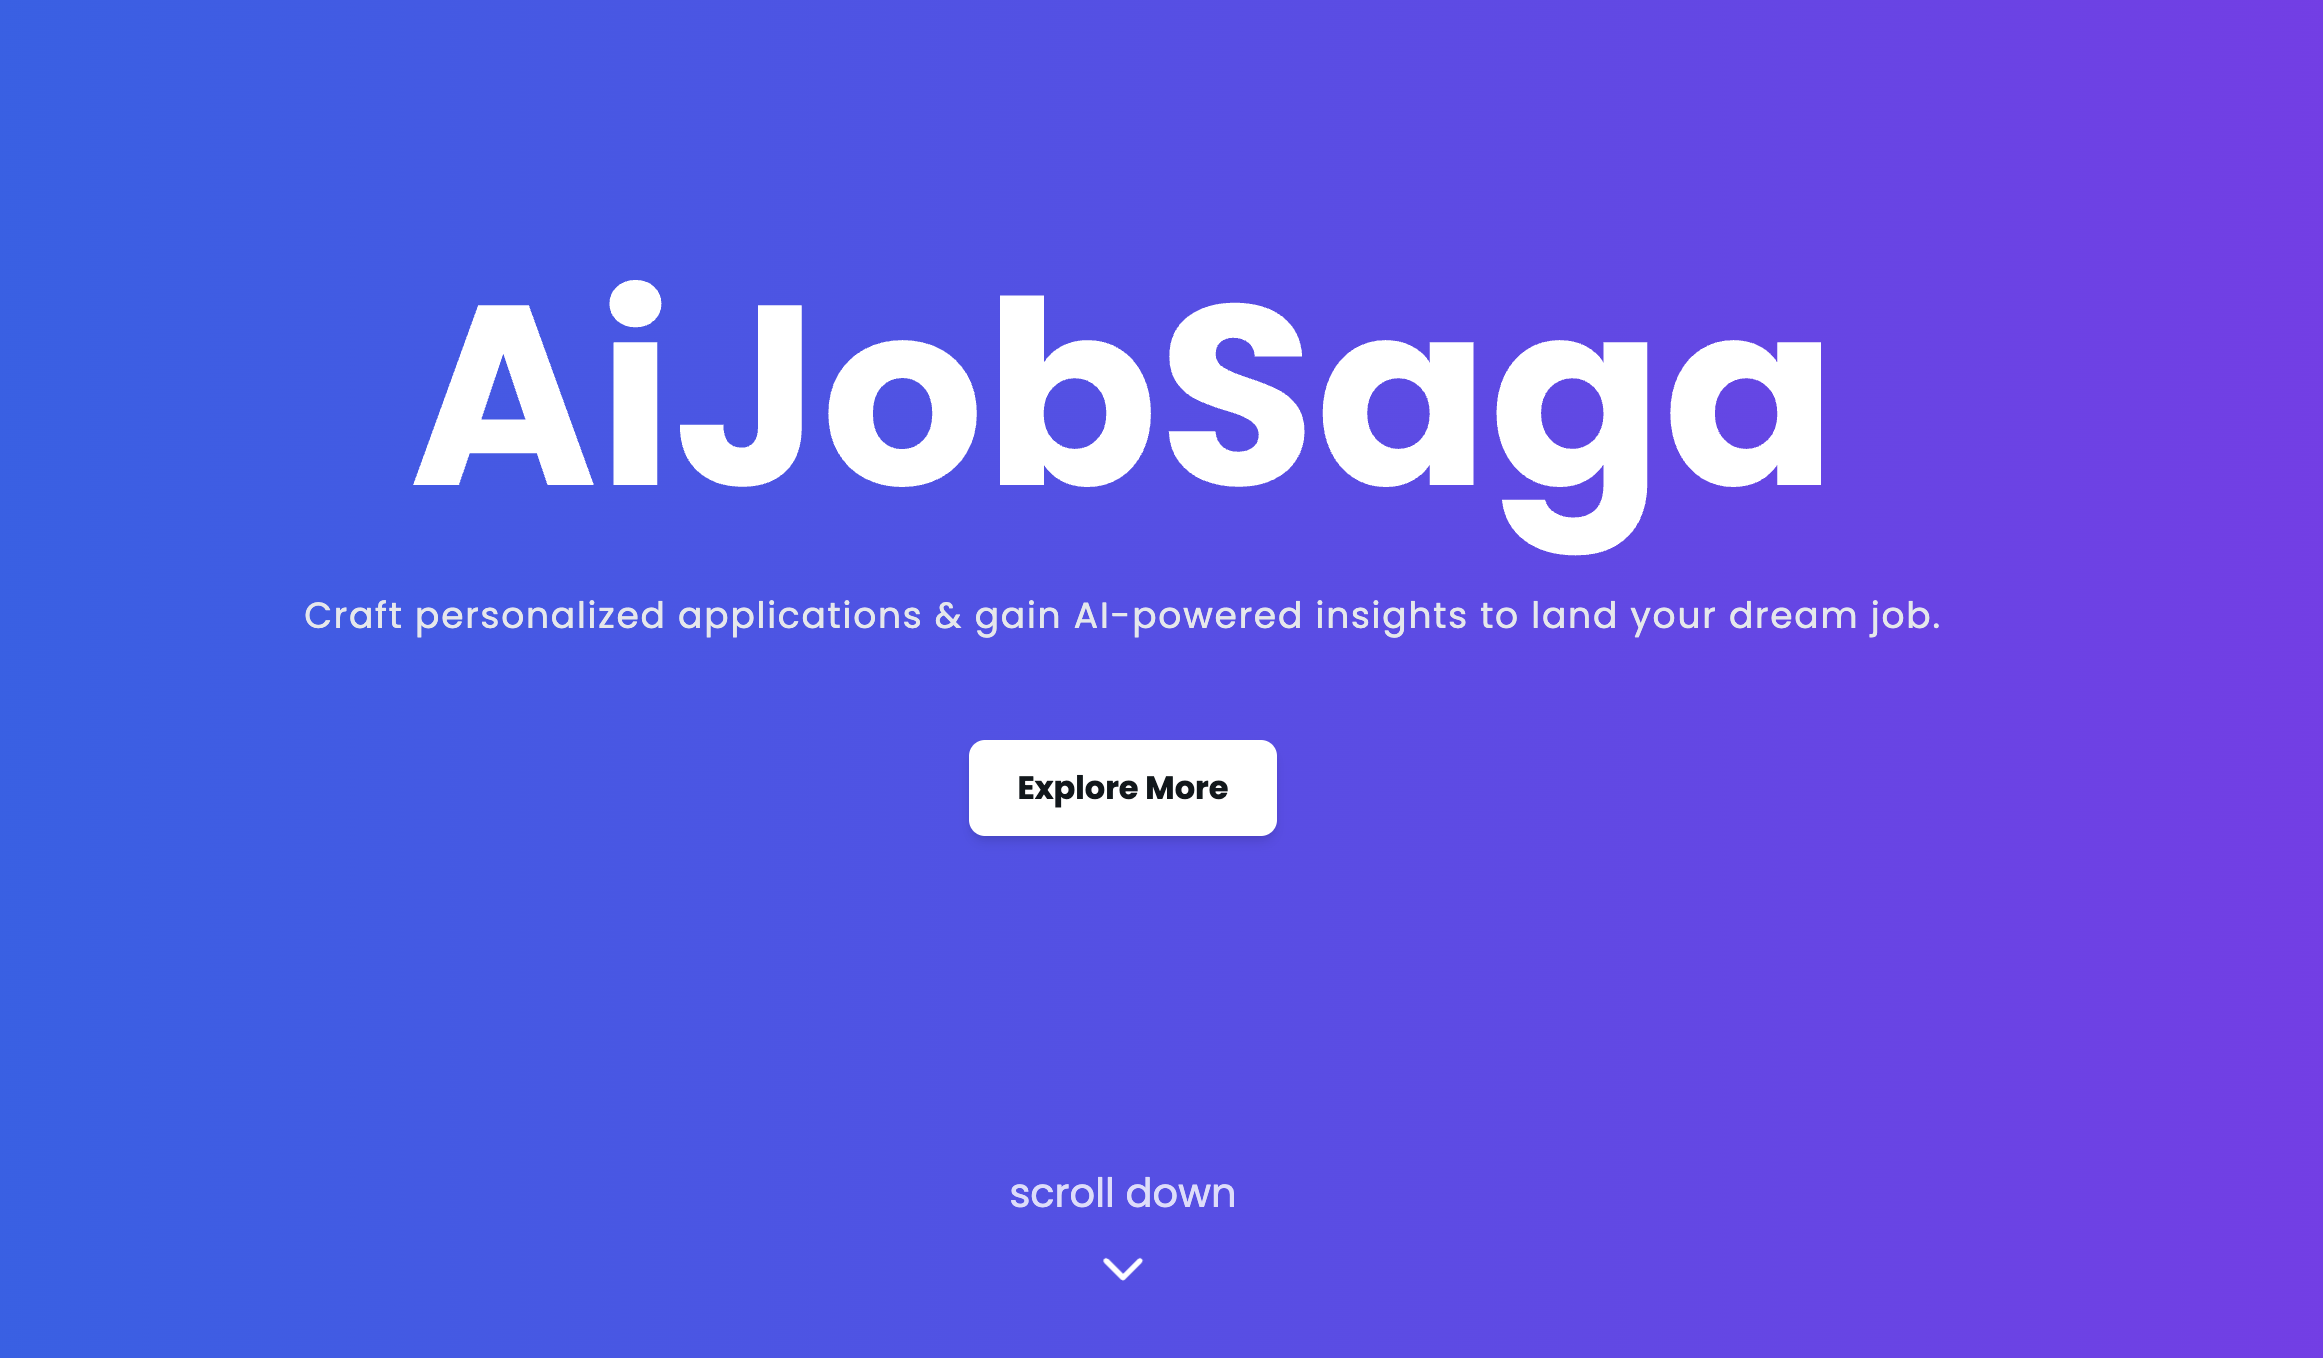 AiJobSaga
Craft personalized applications & gain AI-powered insights to land your dream job.
Explore More
scroll down